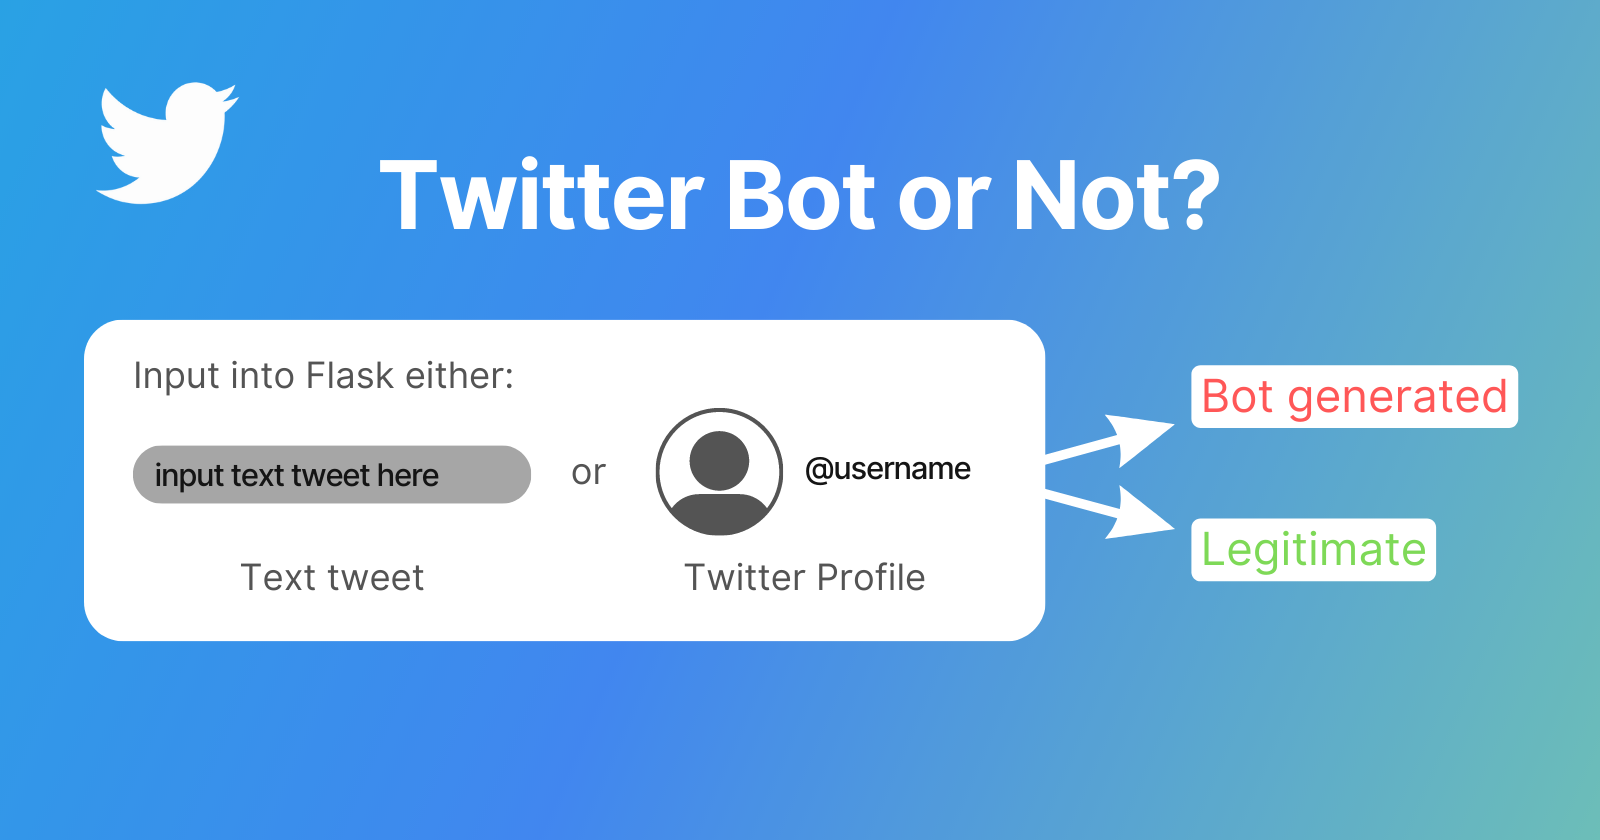 Twitter Bot or Not?
Input into Flask either:
input text tweet here
or
@username
Text tweet
Twitter Profile
Bot generated
Legitimate